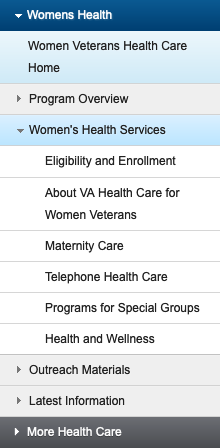 Womens Health
Women Veterans Health Care
Home
Program Overview
Women's Health Services
Eligibility and Enrollment
About VA Health Care for
Women Veterans
Maternity Care
Telephone Health Care
Programs for Special Groups
Health and Wellness
Outreach Materials
Latest Information
More Health Care